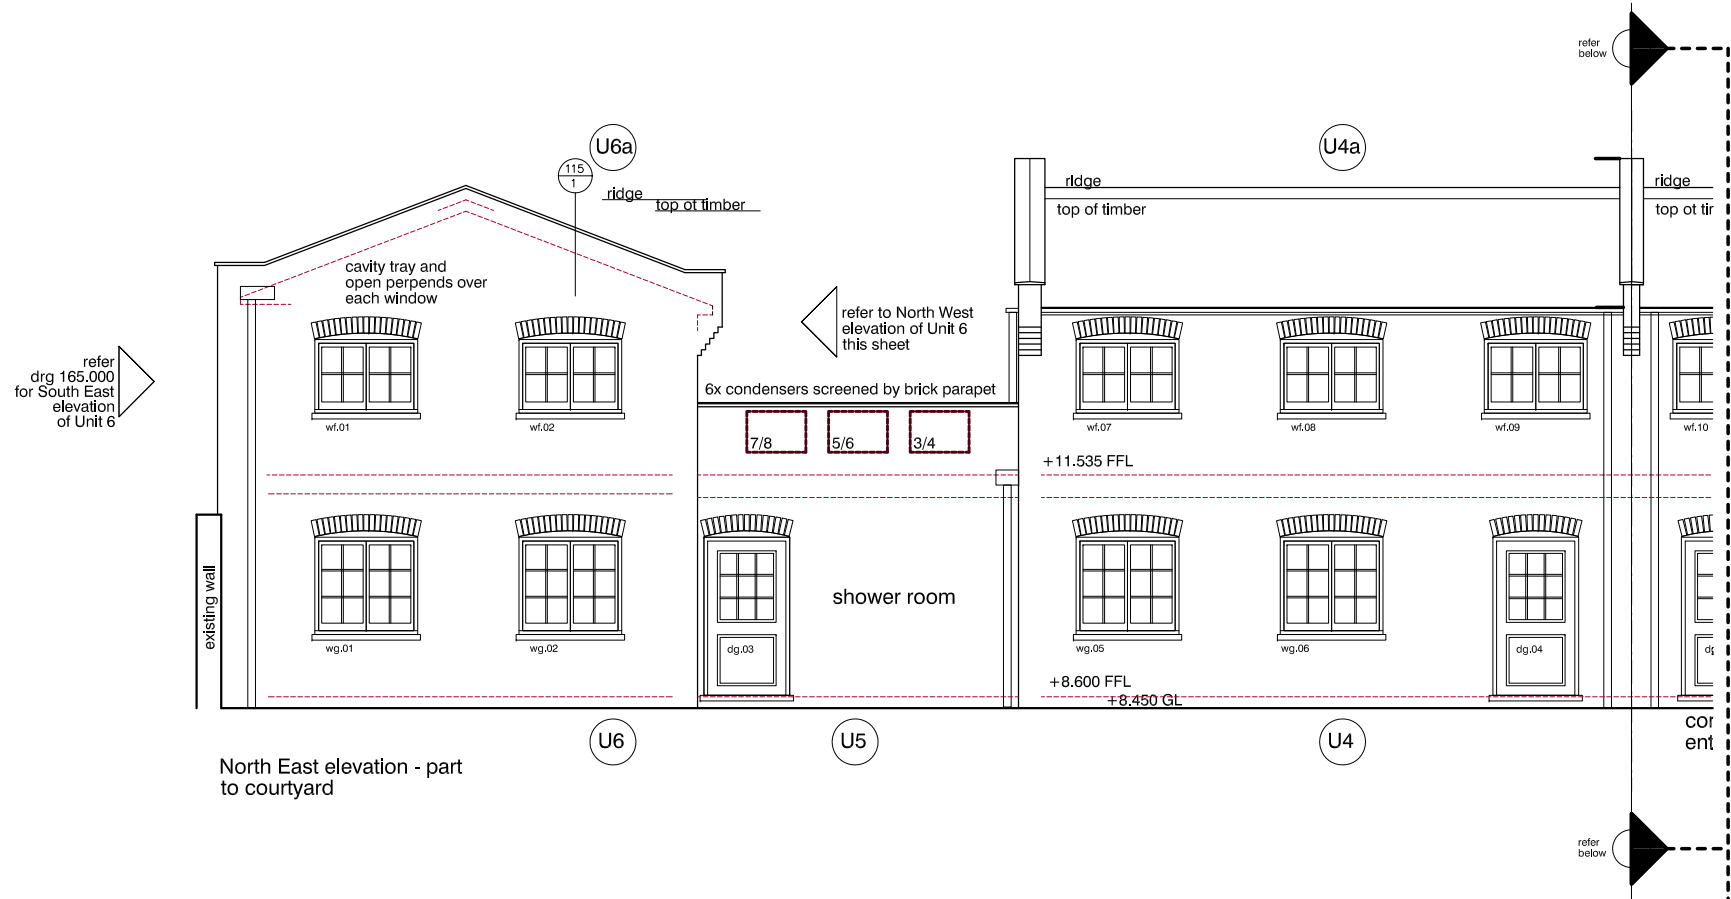 refer
below
U6a
U4a
115
1
ridge
top of timber
ridge
top of timber
ridge
top of tim
cavity tray and
open perpends over
each window
refer to North West
elevation of Unit 6
this sheet
refer
drg 165.000
for South East
elevation
of Unit 6
6x condensers screened by brick parapet
7/8
5/6
3/4
wf.01
wf.02
wf.07
wf.08
wf.09
wf.10
+11.535 FFL
existing wall
shower room
wg.01
wg.02
dg.03
wg.05
wg.06
dg.04
+8.600 FFL
+8.450 GL
U6
U5
U4
North East elevation - part
to courtyard
refer
below